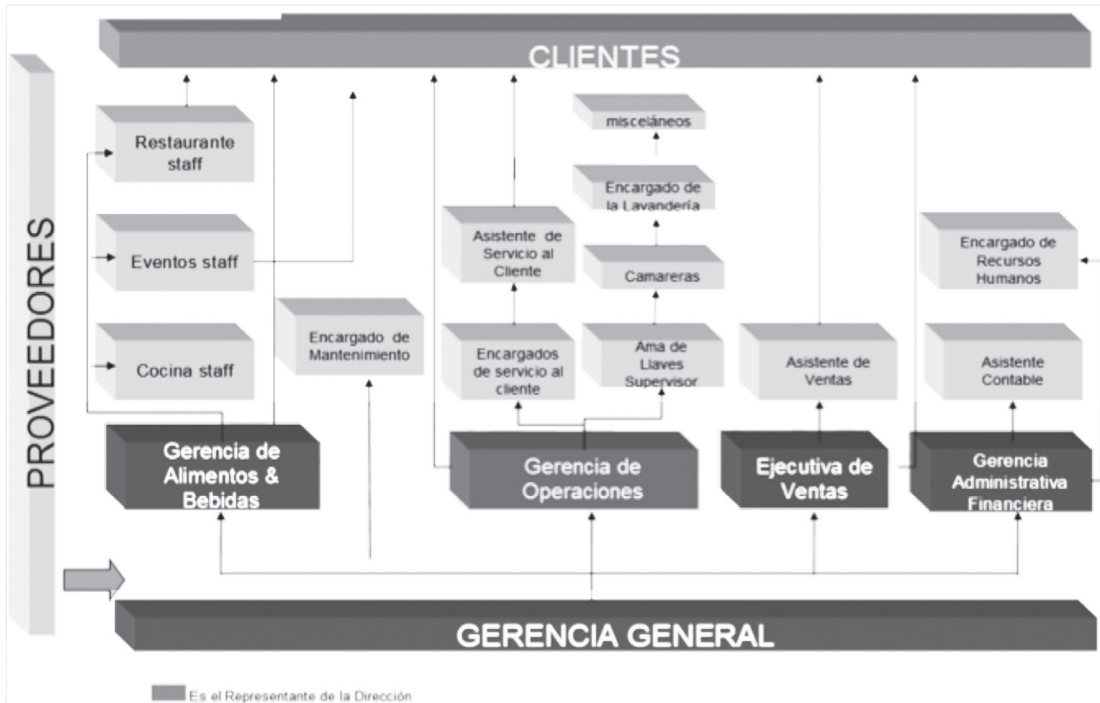 CLIENTES
PROVEEDORES
Restaurante
staff
Eventos staff
Cocina staff
Encargado de
Mantenimiento
Asistente de
Servicio al
Cliente
Encargados
de servicio al
cliente
misceláneos
Encargado de
la Lavandería
Camareras
Ama de
Llaves
Supervisor
Asistente de
Ventas
Encargado de
Recursos
Humanos
Asistente
Contable
Gerencia de
Alimentos &
Bebidas
Gerencia de
Operaciones
Ejecutiva de
Ventas
Gerencia
Administrativa
Financiera
GERENCIA GENERAL
Es el Representante de la Dirección